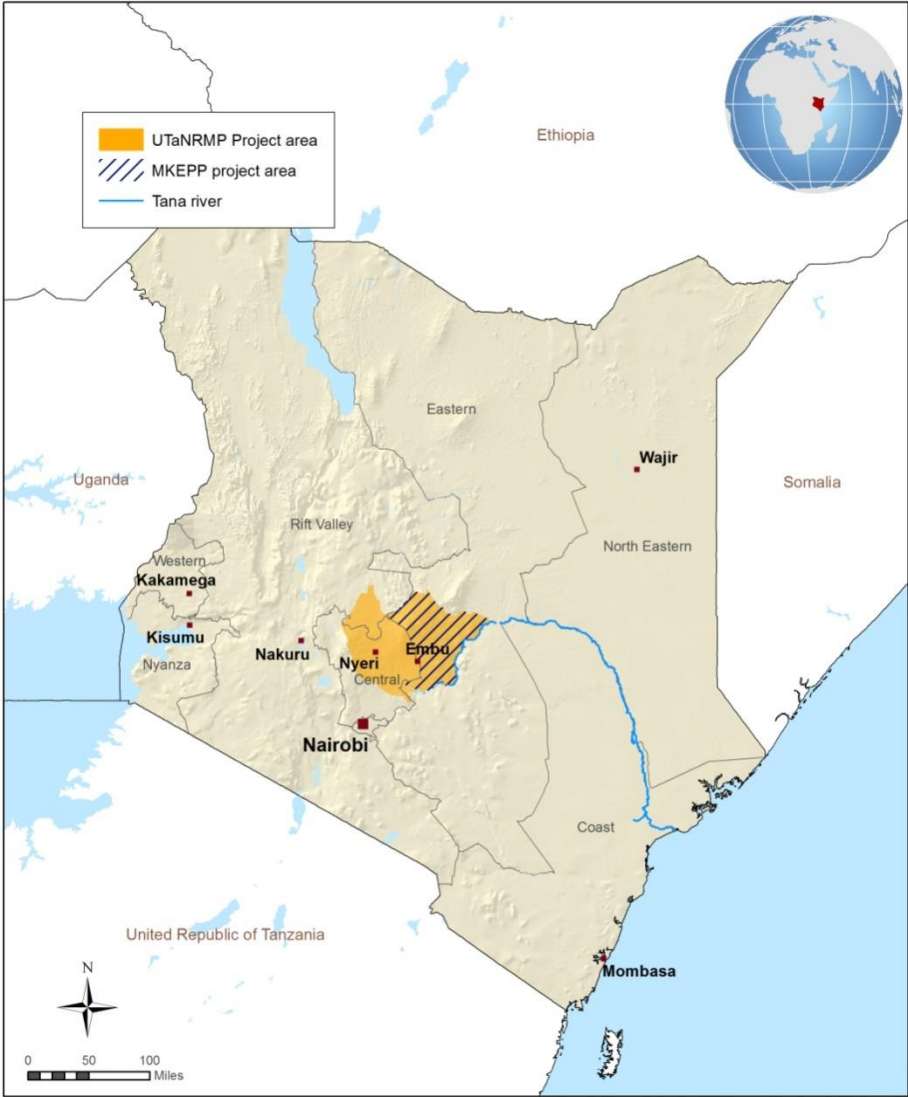 UTaNRMP Project area
MKEPP project area
Tana river
Ethiopia
Eastern
Wajir
Uganda
Somalia
Rift Valley
North Eastern
Western
Kakamega
Kisumu
Nakuru
Nyeri
Embu
Nyanza
Central
Nairobi
Coast
United Republic of Tanzania
Mombasa
N
0 50 100
Miles